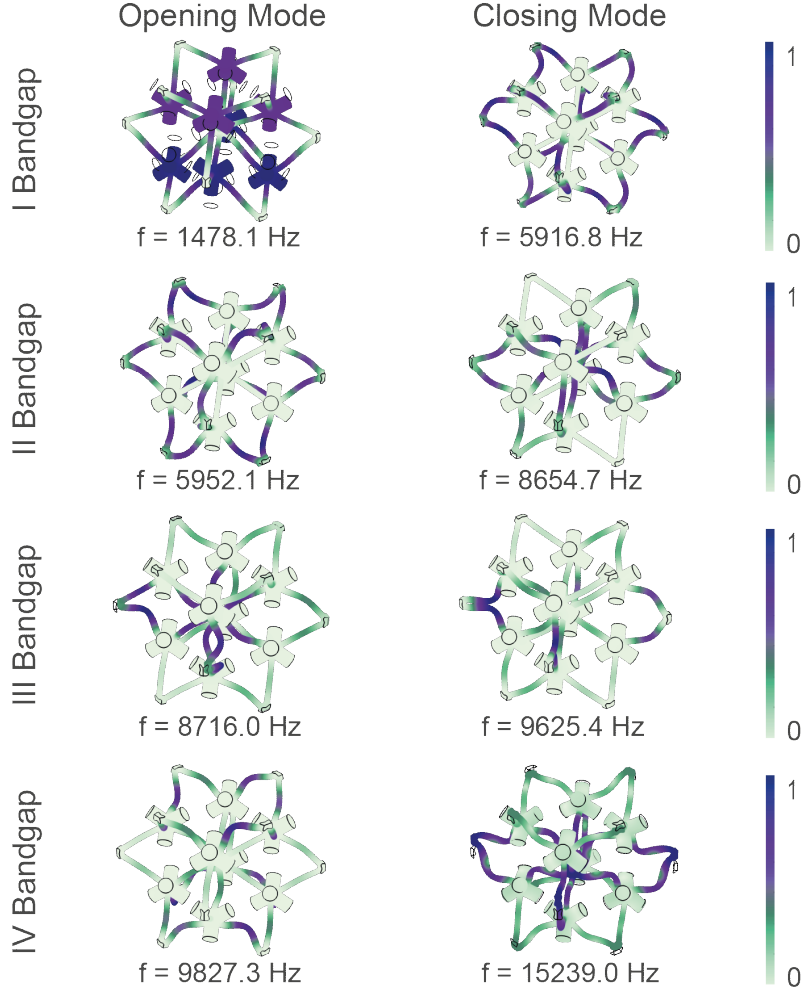 Opening Mode Closing Mode
I Bandgap
1
0
f = 1478.1 Hz f = 5916.8 Hz
II Bandgap
1
0
f = 5952.1 Hz f = 8654.7 Hz
III Bandgap
1
0
f = 8716.0 Hz f = 9625.4 Hz
IV Bandgap
1
0
f = 9827.3 Hz f = 15239.0 Hz